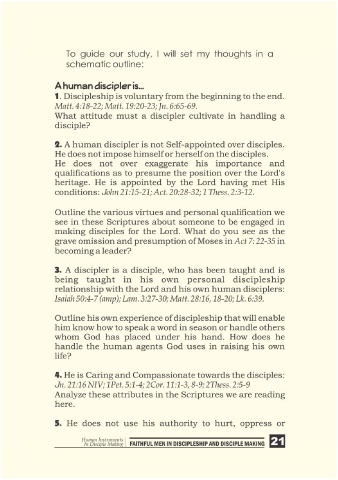 To guide our study, I will set my thoughts in a
schematic outline:
A human discipler is...
1. Discipleship is voluntary from the beginning to the end.
Matt. 4:18-22; Matt. 19:20-23; Jn. 6:65-69.
What attitude must a discipler cultivate in handling a
disciple?
2. A human discipler is not Self-appointed over disciples.
He does not impose himself or herself on the disciples.
He does not over exaggerate his importance and
qualifications as to presume the position over the Lord's
heritage. He is appointed by the Lord having met His
conditions: John 21:15-21; Act. 20:28-32; 1 Thess. 2:3-12.
Outline the various virtues and personal qualification we
see in these Scriptures about someone to be engaged in
making disciples for the Lord. What do you see as the
grave omission and presumption of Moses in Act 7: 22-35 in
becoming a leader?
3. A discipler is a disciple, who has been taught and is
being taught in his own personal discipleship
relationship with the Lord and his own human disciplers:
Isaiah 50:4-7 (amp); Lam. 3:27-30; Matt. 28:16, 18-20; Lk. 6:39.
Outline his own experience of discipleship that will enable
him know how to speak a word in season or handle others
whom God has placed under his hand. How does he
handle the human agents God uses in raising his own
life?
4. He is Caring and Compassionate towards the disciples:
Jn. 21:16 NIV; 1Pet. 5:1-4; 2Cor. 11:1-3, 8-9; 2Thess. 2:5-9
Analyze these attributes in the Scriptures we are reading
here.
5. He does not use his authority to hurt, oppress or
Human Instruments
In Disciple Making
FAITHFUL MEN IN DISCIPLESHIP AND DISCIPLE MAKING 21